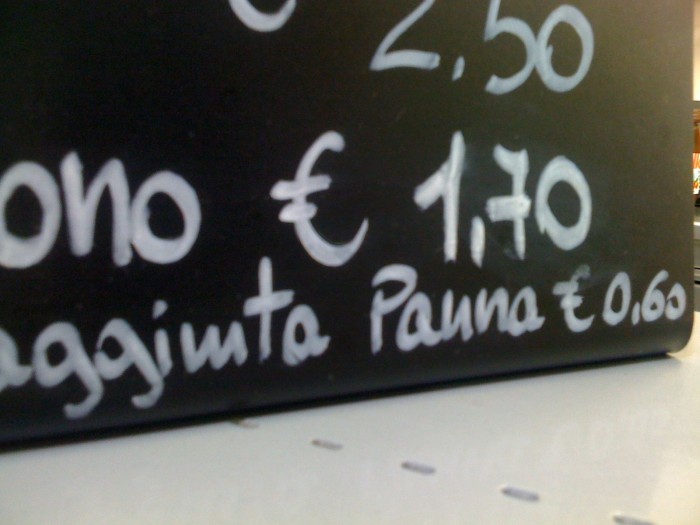 € 2.50
ono € 1,70
aggiunta Panna € 0,60